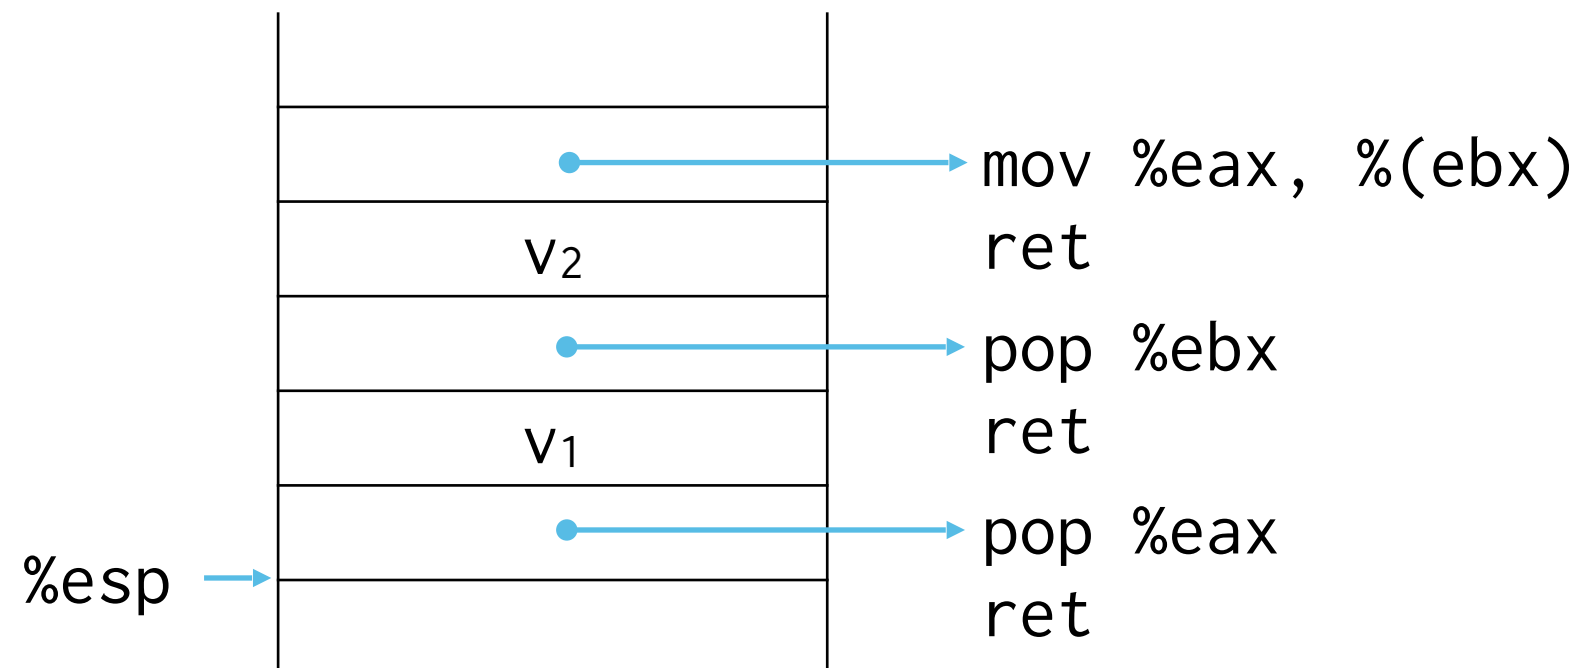 mov %eax, %(ebx)
ret
v₂
pop %ebx
ret
v₁
pop %eax
%esp
ret